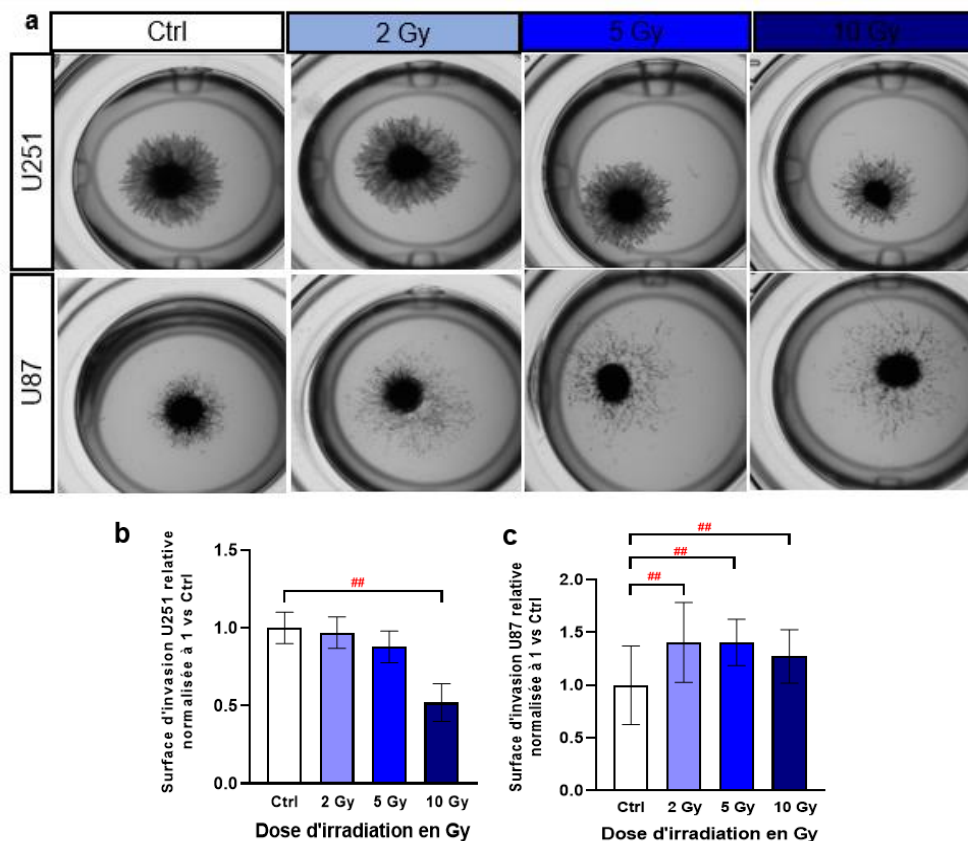 a
Ctrl
2 Gy
5 Gy
10 Gy
U251
U87
b
Surface d'invasion U251 relative
normalisée à 1 vs Ctrl
1.5
1.0
0.5
0.0
##
Ctrl
2 Gy
5 Gy
10 Gy
Dose d'irradiation en Gy
c
Surface d'invasion U87 relative
normalisée à 1 vs Ctrl
2.0
1.5
1.0
0.5
0.0
##
##
##
Ctrl
2 Gy
5 Gy
10 Gy
Dose d'irradiation en Gy